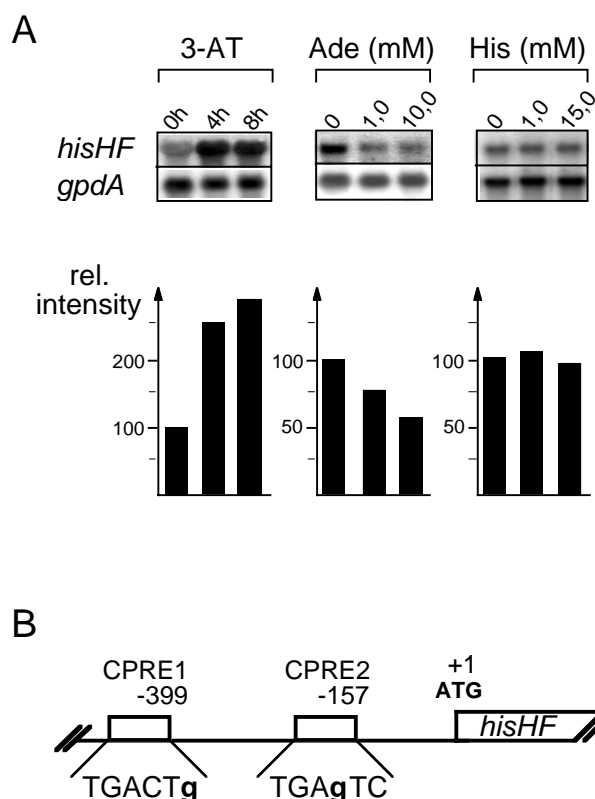 A
3-AT Ade (mM) His (mM)
0h 4h 8h 0 1,0 10,0 0 1,0 15,0
hisHF
gpdA
rel.
intensity
200 100 100
100 50 50
B
CPRE1 CPRE2 +1
-399 -157 ATG
hisHF
TGACTg TGAgTC